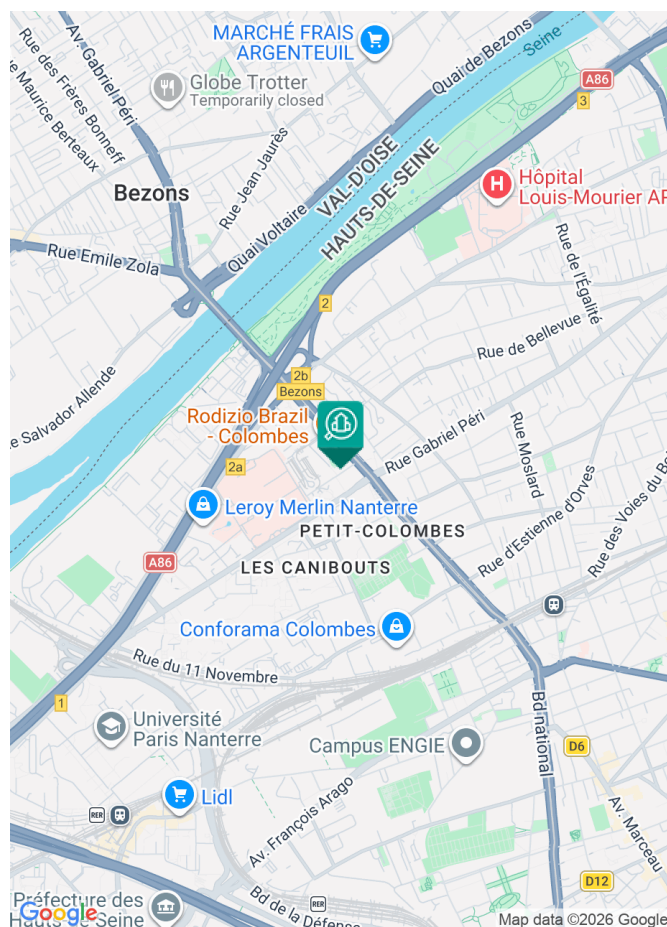 MARCHÉ FRAIS
ARGENTEUIL
Seine
Quai de Bezons
Av. Gabriel Péri
Rue des Frères Bonneff
Maurice Berteaux
Globe Trotter
Temporarily closed
A86
3
Rue Jean Jaurès
VAL-D'OISE
HAUTS-DE-SEINE
Hôpital
Louis-Mourier AP
Bezons
Quai Voltaire
Rue Emile Zola
Rue de l'Égalité
2
Rue de Bellevue
2b
Bezons
Salvador Allende
Rodizio Brazil
- Colombes
Rue Gabriel Péri
Rue Moslard
2a
Leroy Merlin Nanterre
PETIT-COLOMBES
Rue d'Estienne d'Orves
Rue des Voies du Bo
A86
LES CANIBOUTS
Conforama Colombes
Rue du 11 Novembre
1
Université
Paris Nanterre
Bd national
Campus ENGIE
D6
Lidl
RER
Av. François Arago
Av. Marceau
D12
Préfecture des
Hauts-de-Seine
Bd de la Défense
RER
Google
Map data ©2026 Google